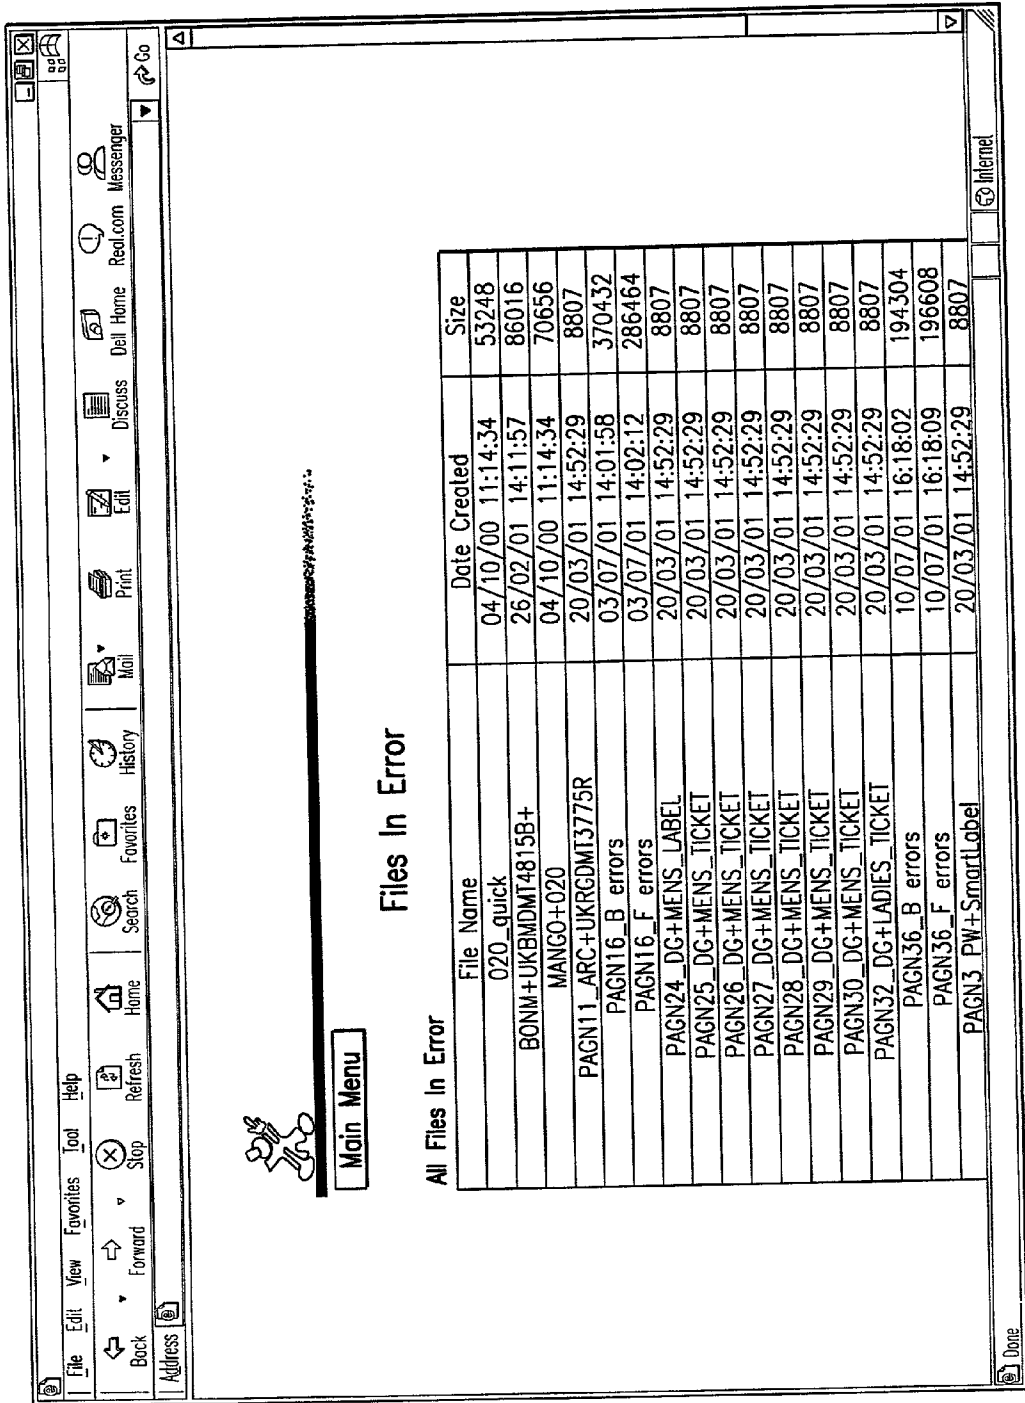 File Edit View Favorites Tool Help
Back Forward Stop Refresh Home Search Favorites History Mail Print Edit Discuss Dell Home Real.com Messenger
Address Go
Main Menu
Files In Error
All Files In Error
File Name Date Created Size
020_quick 04/10/00 11:14:34 53248
BONM+UKBMDMT4815B+ 26/02/01 14:11:57 86016
MANGO+020 04/10/00 11:14:34 70656
PAGN11_ARC+UKRGDMT3775R 20/03/01 14:52:29 8807
PAGN16_B errors 03/07/01 14:01:58 370432
PAGN16_F errors 03/07/01 14:02:12 286464
PAGN24_DG+MENS_LABEL 20/03/01 14:52:29 8807
PAGN25_DG+MENS_TICKET 20/03/01 14:52:29 8807
PAGN26_DG+MENS_TICKET 20/03/01 14:52:29 8807
PAGN27_DG+MENS_TICKET 20/03/01 14:52:29 8807
PAGN28_DG+MENS_TICKET 20/03/01 14:52:29 8807
PAGN29_DG+MENS_TICKET 20/03/01 14:52:29 8807
PAGN30_DG+MENS_TICKET 20/03/01 14:52:29 8807
PAGN32_DG+LADIES_TICKET 20/03/01 14:52:29 8807
PAGN36_B errors 10/07/01 16:18:02 194304
PAGN36_F errors 10/07/01 16:18:09 196608
PAGN3 PW+SmartLabel 20/03/01 14:52:29 8807
Done Internet